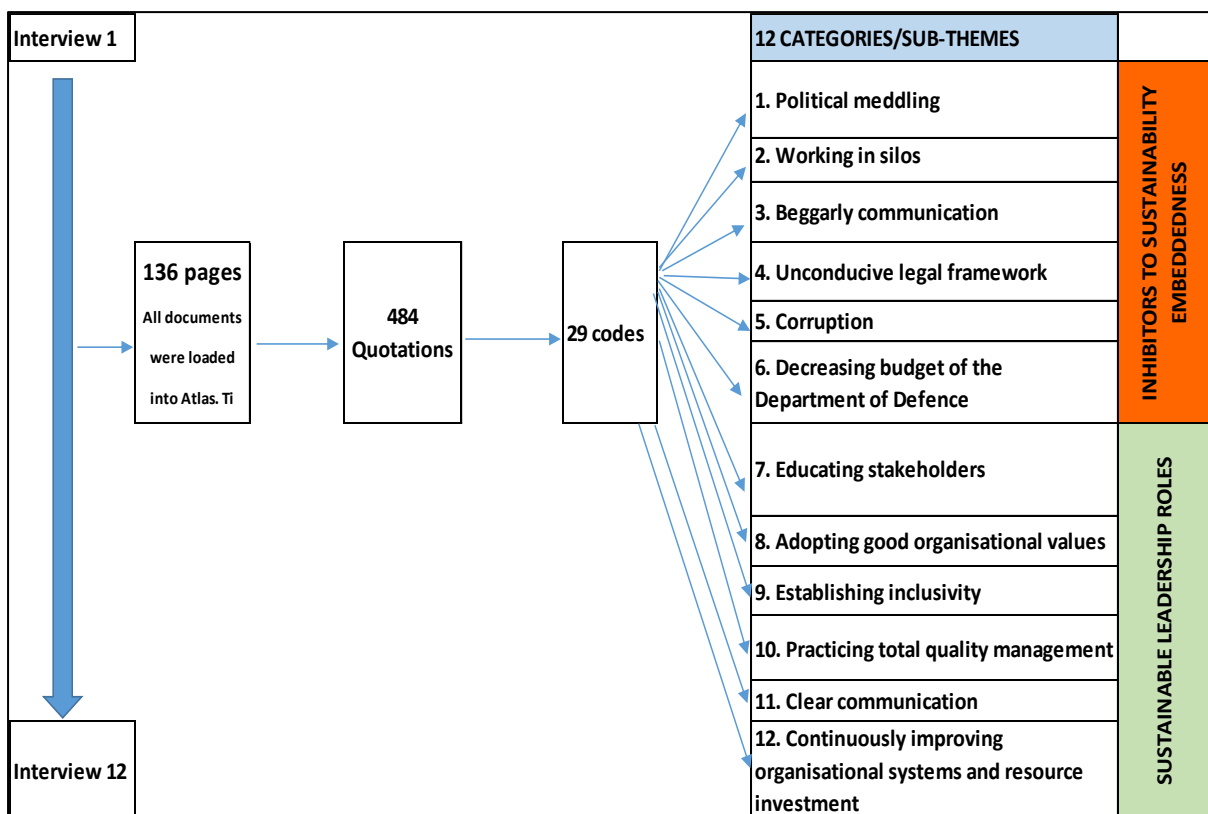 Interview 1
Interview 12
136 pages
All documents
were loaded
into Atlas. Ti
484
Quotations
29 codes
12 CATEGORIES/SUB-THEMES
1. Political meddling
2. Working in silos
3. Beggarly communication
4. Unconducive legal framework
5. Corruption
6. Decreasing budget of the
Department of Defence
7. Educating stakeholders
8. Adopting good organisational values
9. Establishing inclusivity
10. Practicing total quality management
11. Clear communication
12. Continuously improving
organisational systems and resource
investment
INHIBITORS TO SUSTAINABILITY
EMBEDDEDNESS
SUSTAINABLE LEADERSHIP ROLES